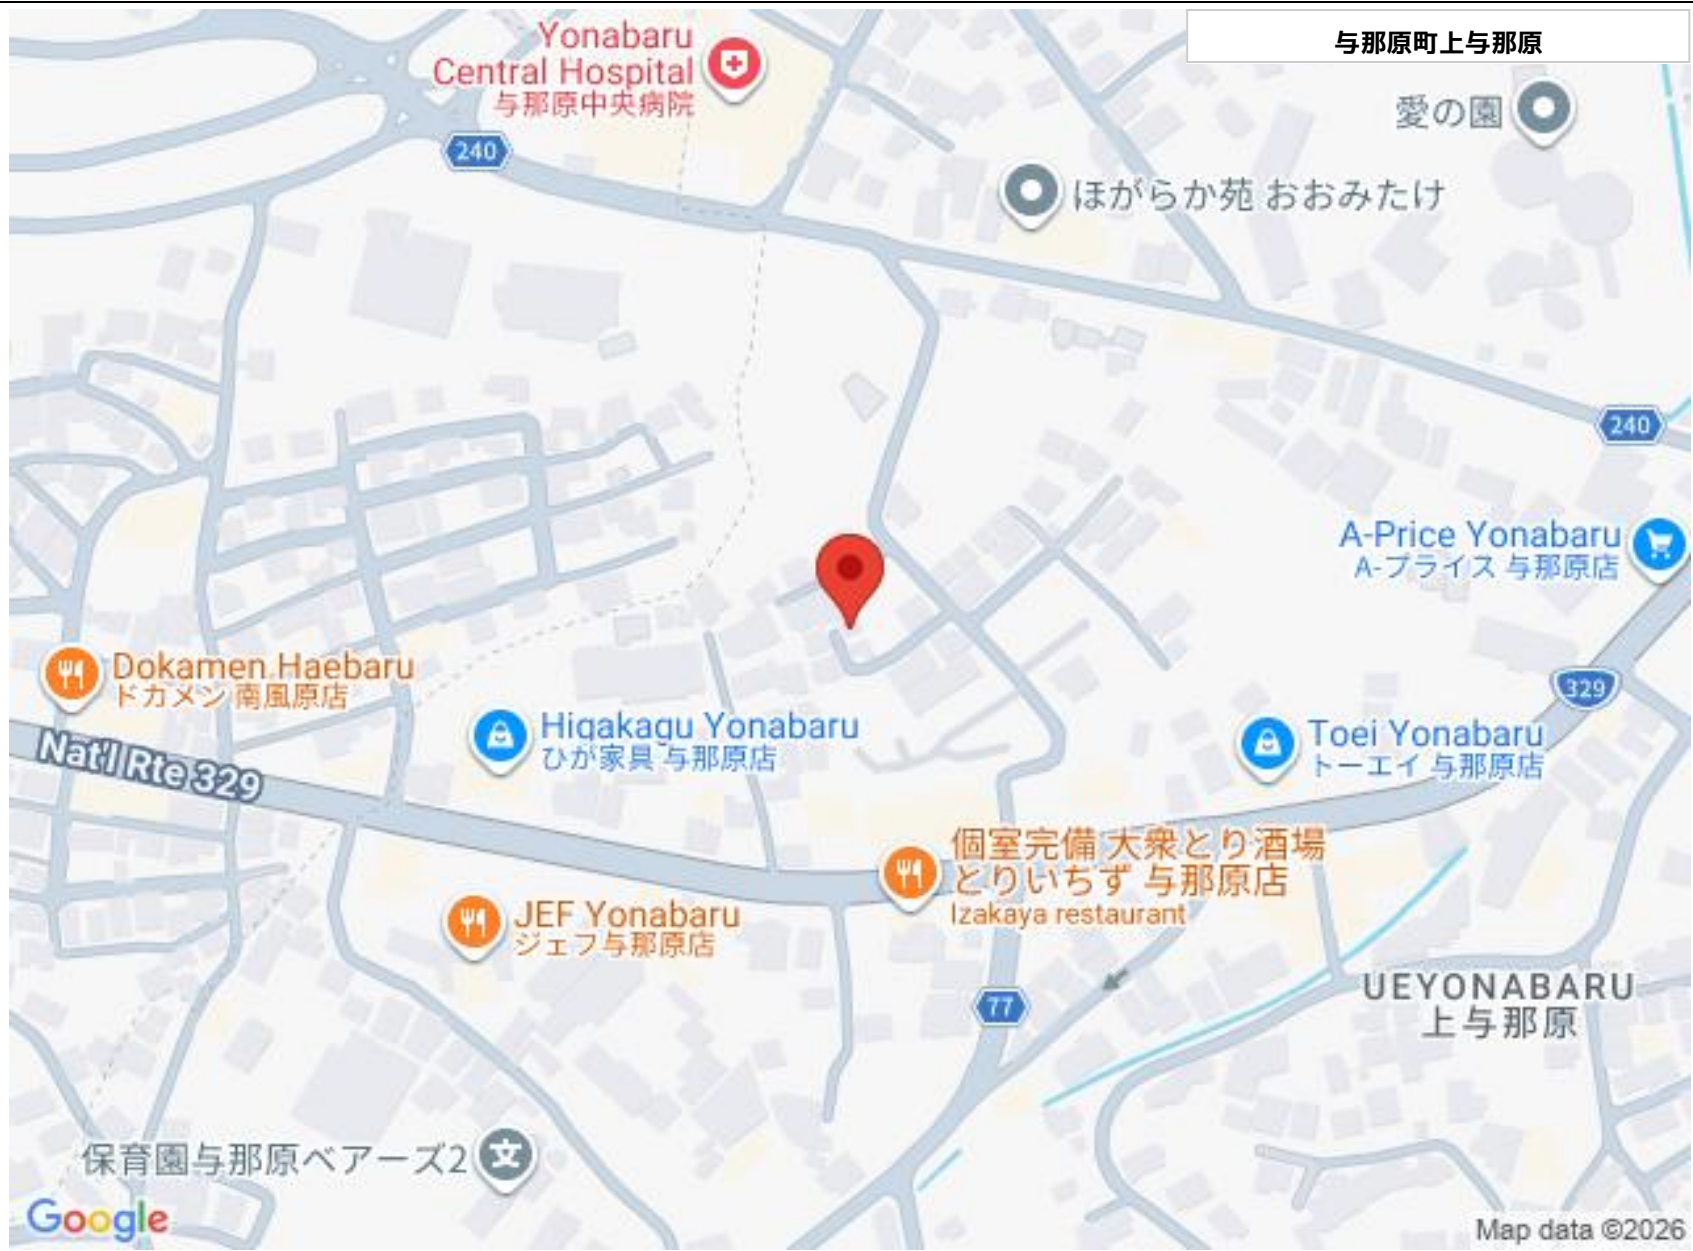 与那原町上与那原
Yonabaru
Central Hospital
与那原中央病院
愛の園
240
ほがらか苑 おおみたけ
240
A-Price Yonabaru
A-プライス 与那原店
Dokamen Haebaru
ドカメン 南風原店
329
Higakagu Yonabaru
ひが家具 与那原店
Toei Yonabaru
トーエイ 与那原店
Nat'l Rte 329
個室完備 大衆とり酒場
とりいちず 与那原店
Izakaya restaurant
JEF Yonabaru
ジェフ与那原店
77
UEYONABARU
上与那原
保育園与那原ベアーズ2
文
Google
Map data ©2026